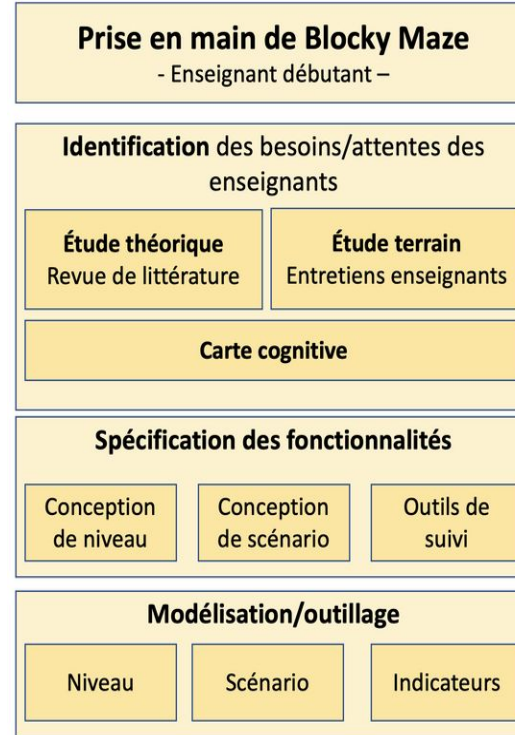 Prise en main de Blocky Maze
- Enseignant débutant –
Identification des besoins/attentes des
enseignants
Étude théorique
Revue de littérature
Étude terrain
Entretiens enseignants
Carte cognitive
Spécification des fonctionnalités
Conception
de niveau
Conception
de scénario
Outils de
suivi
Modélisation/outillage
Niveau
Scénario
Indicateurs